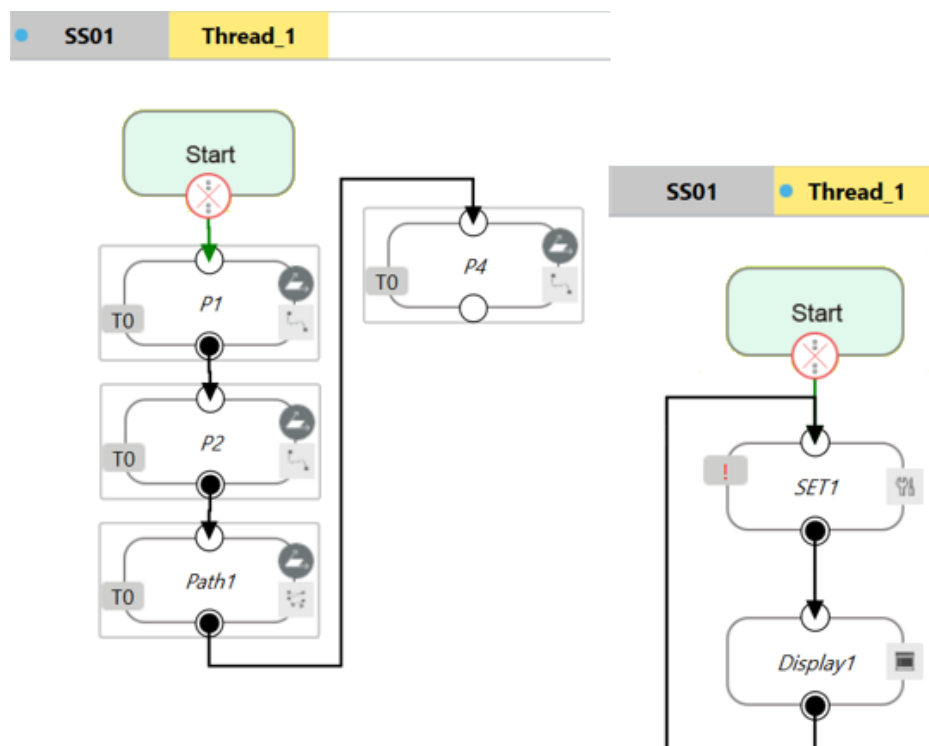 SS01 Thread_1
Start
P1
T0
P2
T0
Path1
T0
P4
T0
SS01 Thread_1
Start
!
SET1
Display1